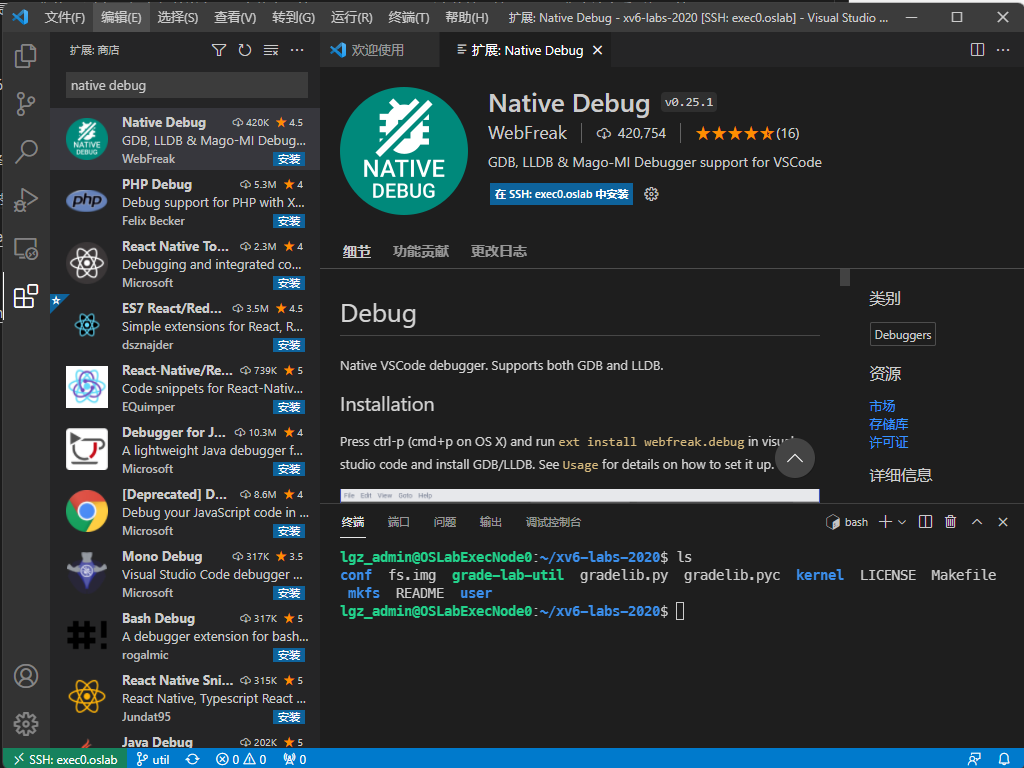 文件(F) 编辑(E) 选择(S) 查看(V) 转到(G) 运行(R) 终端(T) 帮助(H) 扩展: Native Debug - xv6-labs-2020 [SSH: exec0.oslab] - Visual Studio ...
扩展: 商店
native debug
Native Debug 420K 4.5
GDB, LLDB & Mago-MI Debug...
WebFreak 安装
PHP Debug 5.3M 4
Debug support for PHP with X...
Felix Becker 安装
React Native To... 2.3M 4
Debugging and integrated co...
Microsoft 安装
ES7 React/Red... 3.5M 4.5
Simple extensions for React, R...
dsznajder 安装
React-Native/Re... 739K 5
Code snippets for React-Nativ...
EQuimper 安装
Debugger for J... 10.3M 4
A lightweight Java debugger f...
Microsoft 安装
[Deprecated] D... 8.6M 4
Debug your JavaScript code in ...
Microsoft 安装
Mono Debug 317K 3.5
Visual Studio Code debugger ...
Microsoft 安装
Bash Debug 317K 5
A debugger extension for bash...
rogalmic 安装
React Native Sni... 315K 5
React Native, Typescript React ...
Jundat95 安装
Java Debug 202K 5
欢迎使用 扩展: Native Debug
NATIVE DEBUG
Native Debug v0.25.1
WebFreak 420,754 (16)
GDB, LLDB & Mago-MI Debugger support for VSCode
在 SSH: exec0.oslab 中安装
细节 功能贡献 更改日志
Debug
Native VSCode debugger. Supports both GDB and LLDB.
Installation
Press ctrl-p (cmd+p on OS X) and run ext install webfreak.debug in visual
studio code and install GDB/LLDB. See Usage for details on how to set it up.
File Edit View Goto Help
类别
Debuggers
资源
市场
存储库
许可证
详细信息
终端 端口 问题 输出 调试控制台 bash
lgz_admin@OSLabExecNode0:~/xv6-labs-2020$ ls
conf fs.img grade-lab-util gradelib.py gradelib.pyc kernel LICENSE Makefile
mkfs README user
lgz_admin@OSLabExecNode0:~/xv6-labs-2020$
SSH: exec0.oslab util 0 0 0